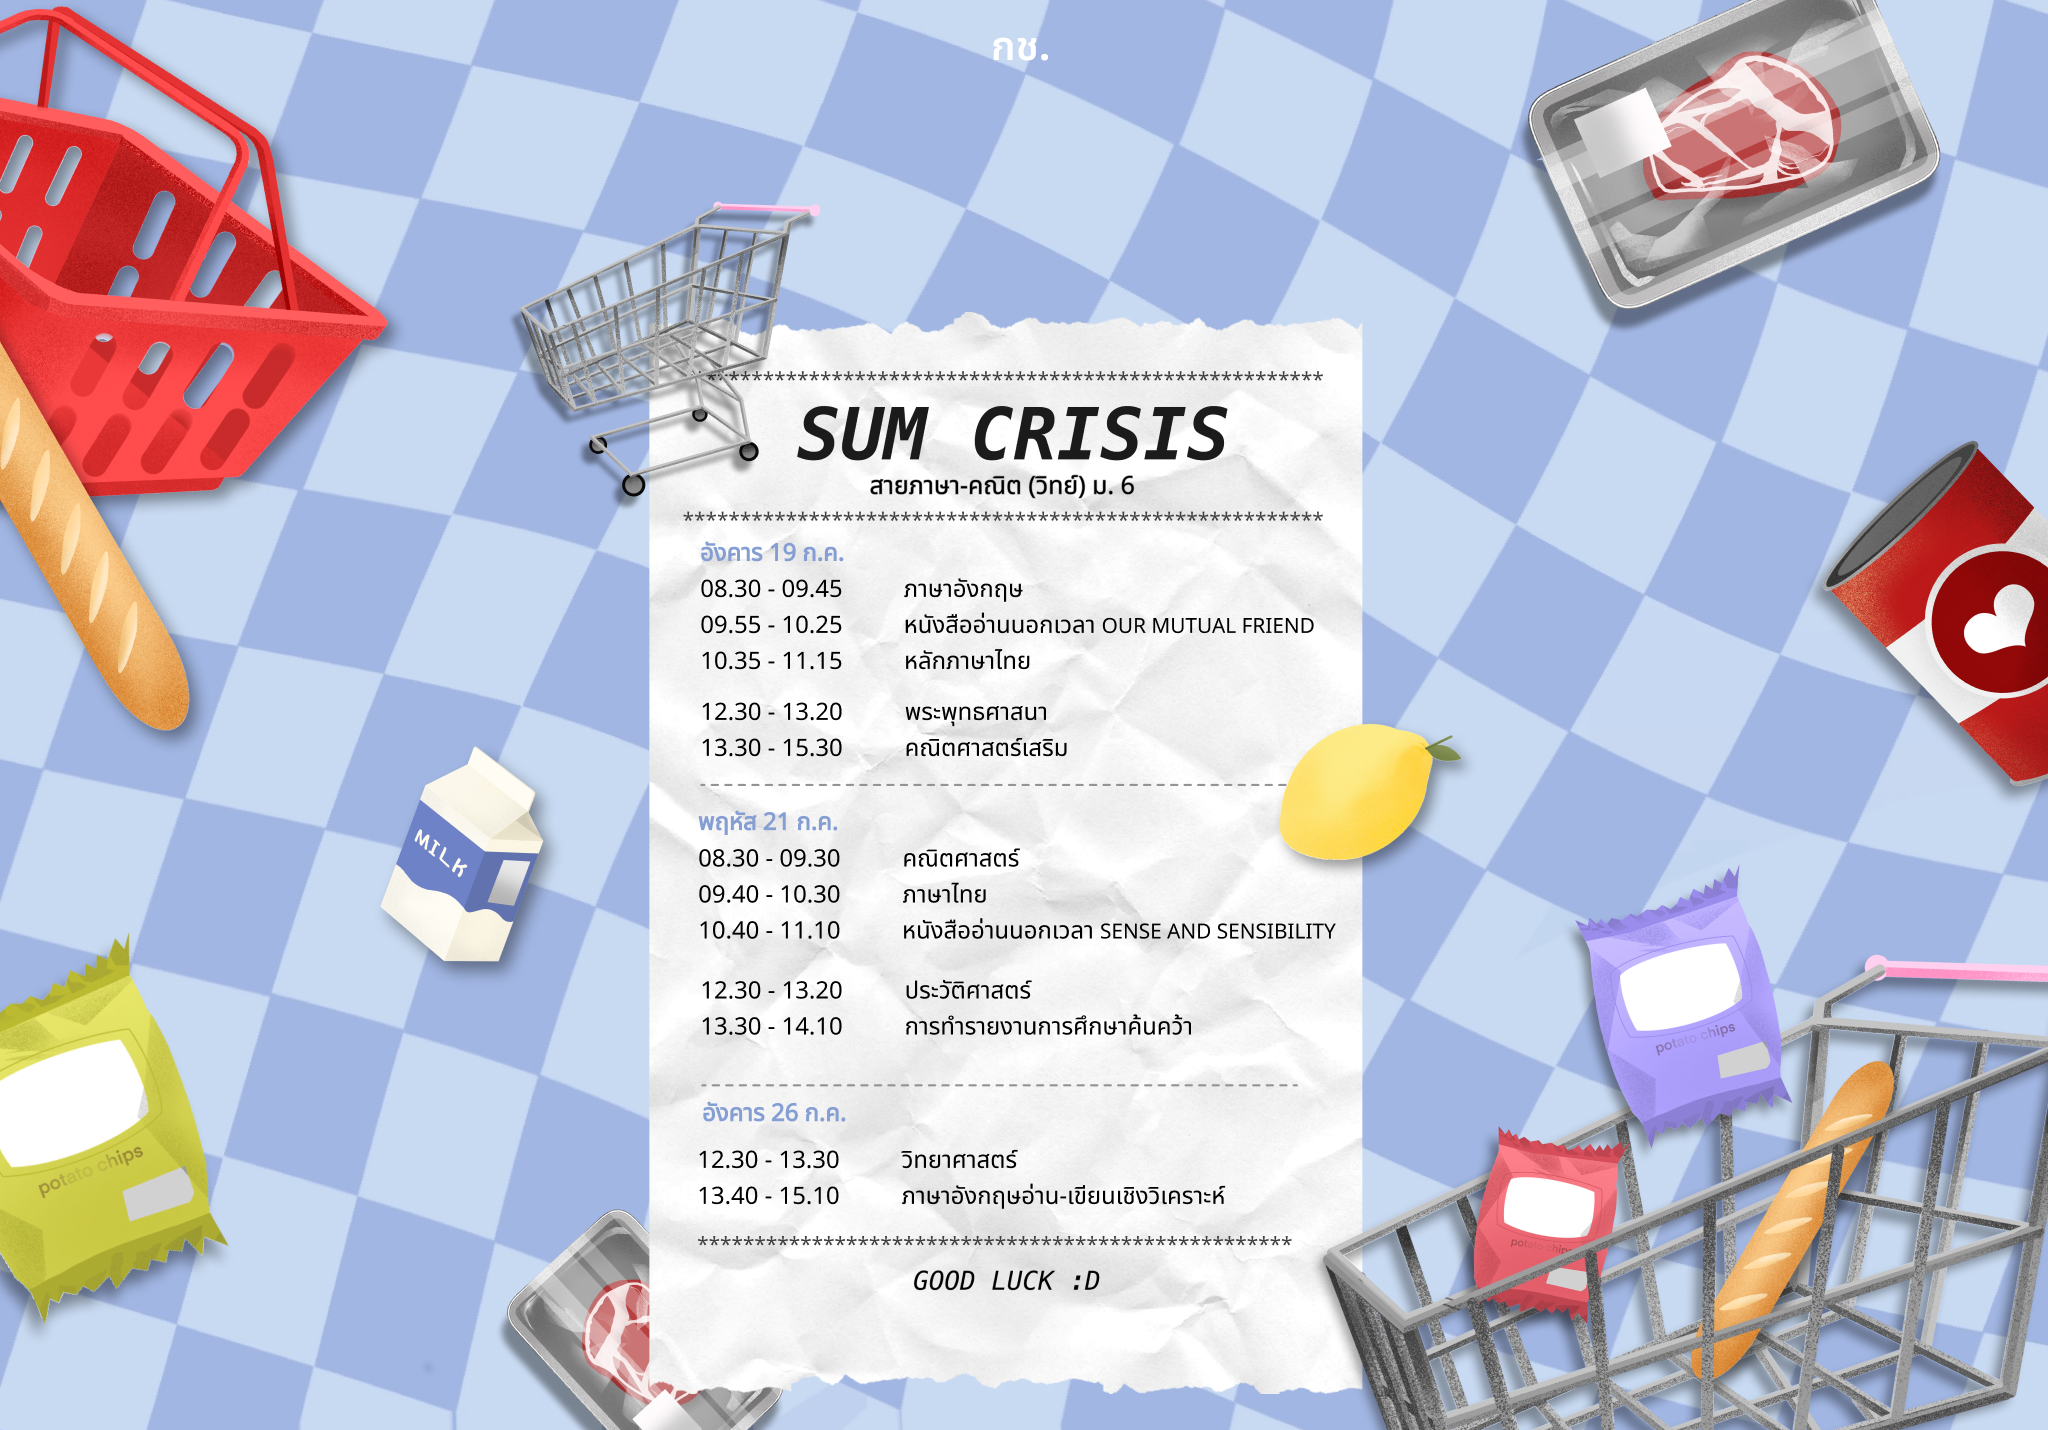 กช.
****************************************************
SUM CRISIS
สายภาษา-คณิต (วิทย์) ม. 6
******************************************************
อังคาร 19 ก.ค.
08.30 - 09.45 ภาษาอังกฤษ
09.55 - 10.25 หนังสืออ่านนอกเวลา OUR MUTUAL FRIEND
10.35 - 11.15 หลักภาษาไทย
12.30 - 13.20 พระพุทธศาสนา
13.30 - 15.30 คณิตศาสตร์เสริม
พฤหัส 21 ก.ค.
08.30 - 09.30 คณิตศาสตร์
09.40 - 10.30 ภาษาไทย
10.40 - 11.10 หนังสืออ่านนอกเวลา SENSE AND SENSIBILITY
12.30 - 13.20 ประวัติศาสตร์
13.30 - 14.10 การทำรายงานการศึกษาค้นคว้า
อังคาร 26 ก.ค.
12.30 - 13.30 วิทยาศาสตร์
13.40 - 15.10 ภาษาอังกฤษอ่าน-เขียนเชิงวิเคราะห์
**************************************************
GOOD LUCK :D
MILK
potato chips
potato chips
potato chips